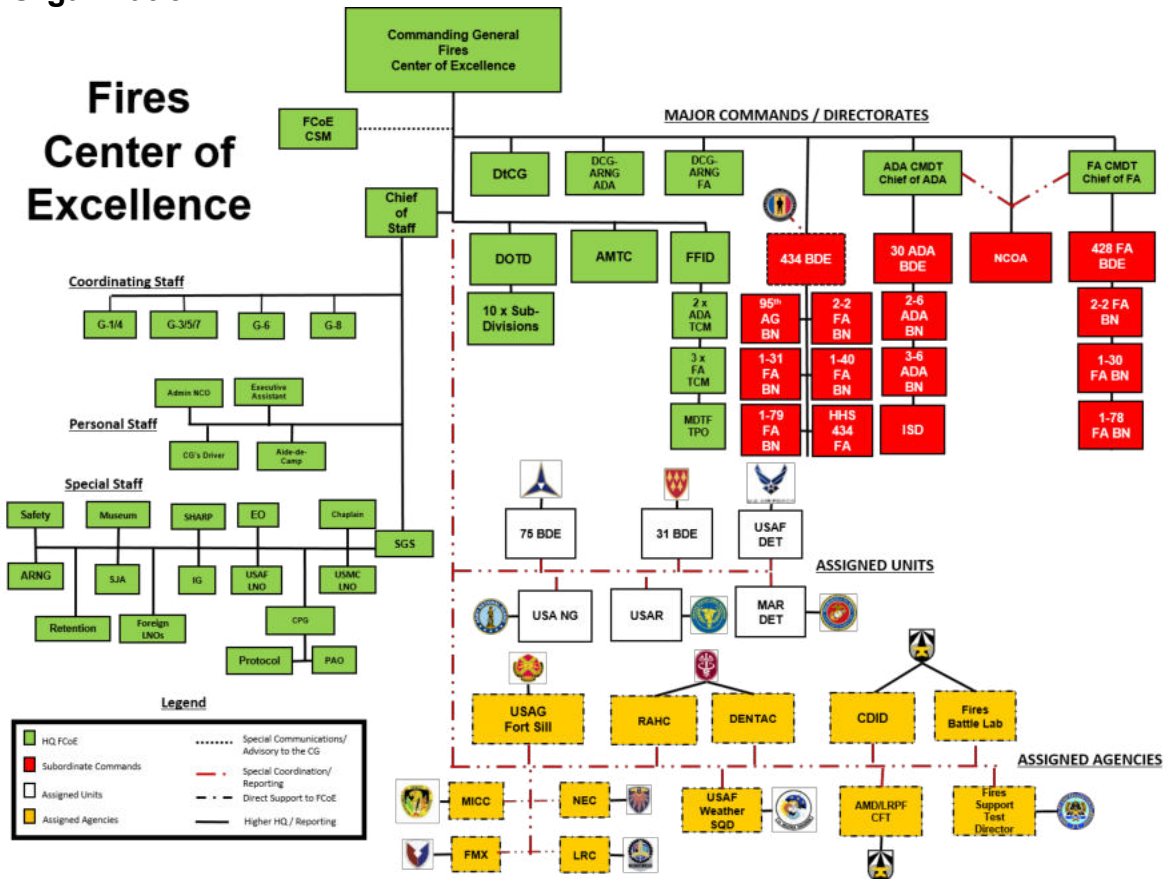 Commanding General
Fires
Center of Excellence
Fires
Center of
Excellence
FCoE
CSM
MAJOR COMMANDS / DIRECTORATES
DtCG
DCG-
ARNG
ADA
DCG-
ARNG
FA
ADA CMDT
Chief of ADA
FA CMDT
Chief of FA
Chief
of
Staff
DOTD
AMTC
FFID
434 BDE
30 ADA
BDE
NCOA
428 FA
BDE
10 x Sub-
Divisions
2 x
ADA
TCM
3 x
FA
TCM
MDTF
TPO
95th
AG
BN
2-2
FA
BN
1-31
FA
BN
1-40
FA
BN
1-79
FA
BN
HHS
434
FA
2-6
ADA
BN
3-6
ADA
BN
ISD
2-2 FA
BN
1-30
FA BN
1-78
FA BN
Coordinating Staff
G-1/4
G-3/5/7
G-6
G-8
Admin NCO
Executive
Assistant
Personal Staff
CG's Driver
Aide-de-
Camp
Special Staff
Safety
Museum
SHARP
EO
Chaplain
SGS
ARNG
SJA
IG
USAF
LNO
USMC
LNO
Retention
Foreign
LNOs
CPG
Protocol
PAO
75 BDE
31 BDE
USAF
DET
ASSIGNED UNITS
USA NG
USAR
MAR
DET
USAG
Fort Sill
RAHC
DENTAC
CDID
Fires
Battle Lab
ASSIGNED AGENCIES
MICC
NEC
USAF
Weather
SQD
AMD/LRPF
CFT
Fires
Support
Test
Director
FMX
LRC
Legend
HQ FCoE
Subordinate Commands
Assigned Units
Assigned Agencies
Special Communications/
Advisory to the CG
Special Coordination/
Reporting
Direct Support to FCoE
Higher HQ / Reporting